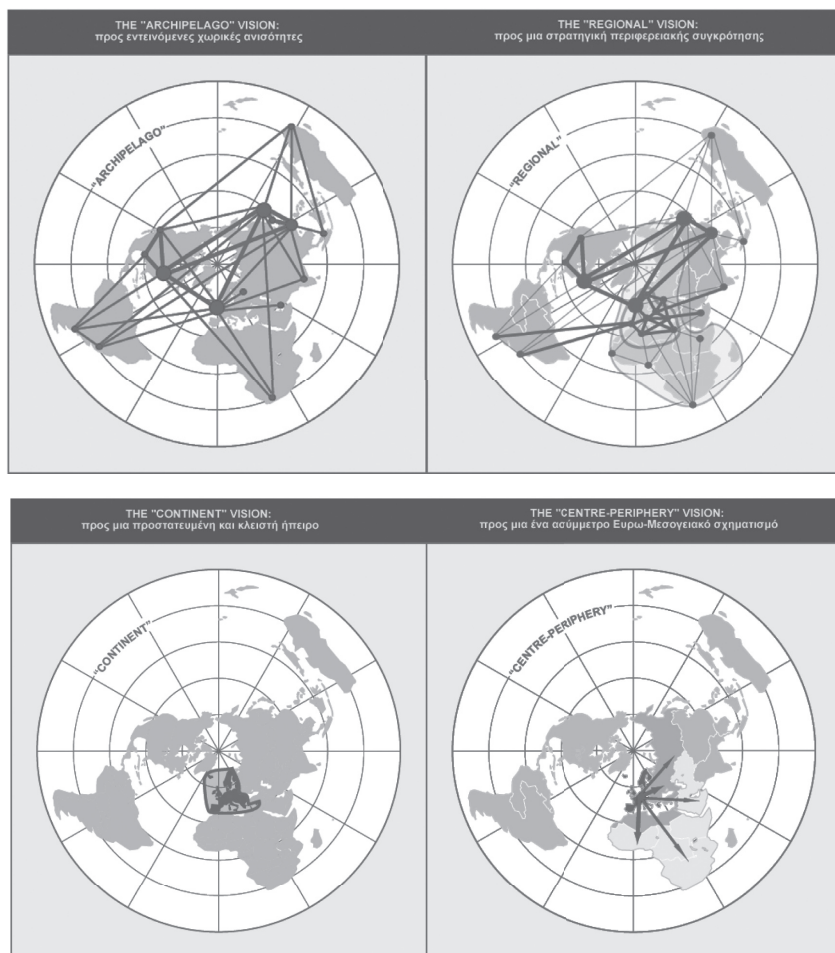 THE "ARCHIPELAGO" VISION:
προς εντεινόμενες χωρικές ανισότητες
THE "REGIONAL" VISION:
προς μια στρατηγική περιφερειακής συγκρότησης
"ARCHIPELAGO"
"REGIONAL"
THE "CONTINENT" VISION:
προς μια προστατευμένη και κλειστή ήπειρο
THE "CENTRE-PERIPHERY" VISION:
προς μια ένα ασύμμετρο Ευρω-Μεσογειακό σχηματισμό
"CONTINENT"
"CENTRE-PERIPHERY"